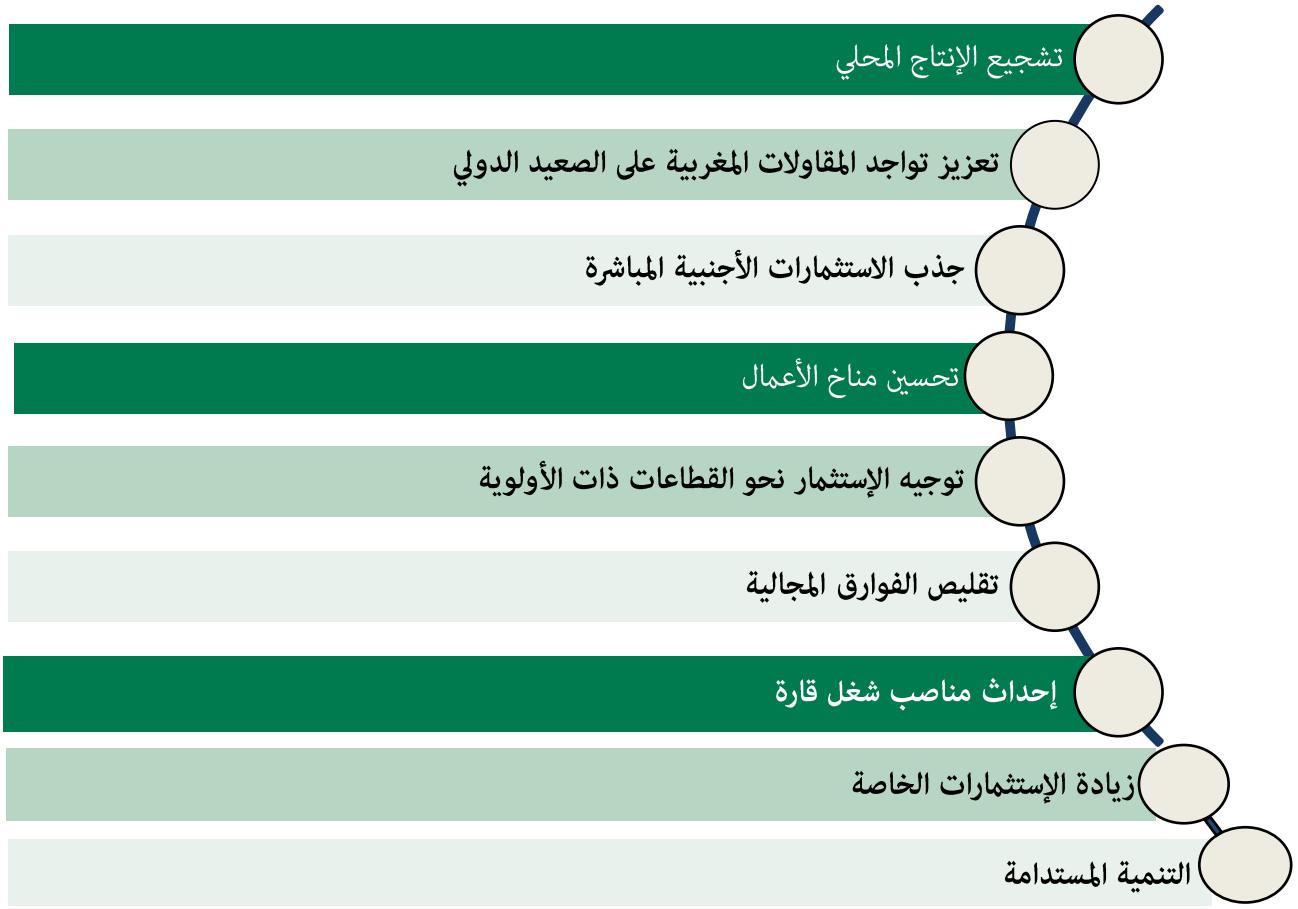 تشجيع الإنتاج المحلي
تعزيز تواجد المقاولات المغربية على الصعيد الدولي
جذب الاستثمارات الأجنبية المباشرة
تحسين مناخ الأعمال
توجيه الإستثمار نحو القطاعات ذات الأولوية
تقليص الفوارق المجالية
إحداث مناصب شغل قارة
زيادة الإستثمارات الخاصة
التنمية المستدامة